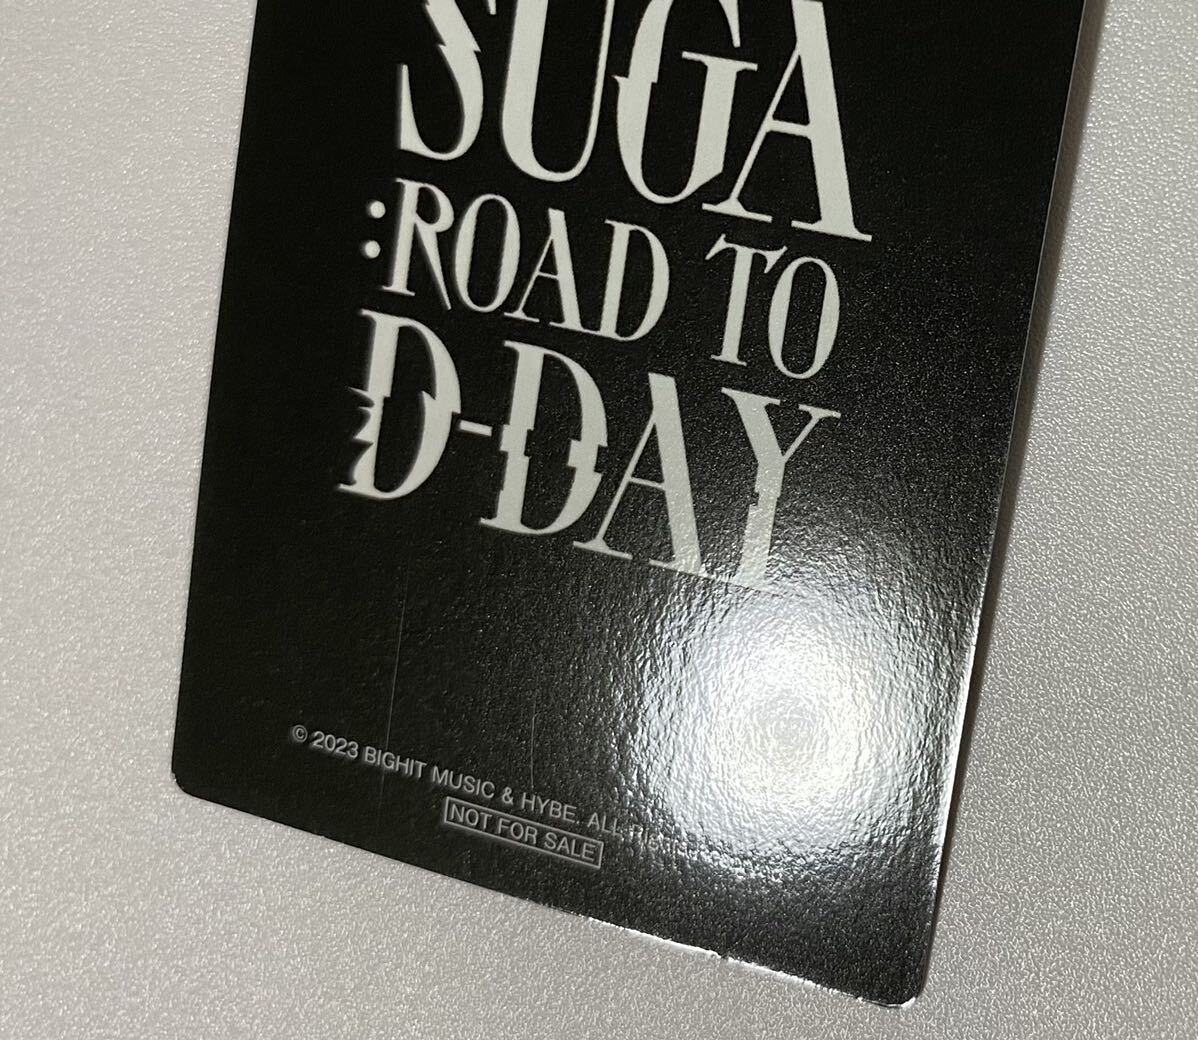 SUGA
:ROAD TO
D-DAY
© 2023 BIGHIT MUSIC & HYBE. ALL
NOT FOR SALE